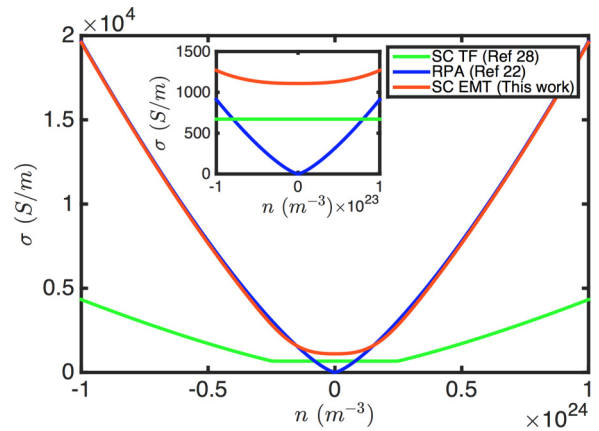 ×10⁴
2
1.5
1
0.5
0
σ (S/m)
-1
-0.5
0
0.5
1
n (m⁻³)
×10²⁴
SC TF (Ref 28)
RPA (Ref 22)
SC EMT (This work)
1500
1000
500
0
σ (S/m)
-1
0
1
n (m⁻³)×10²³